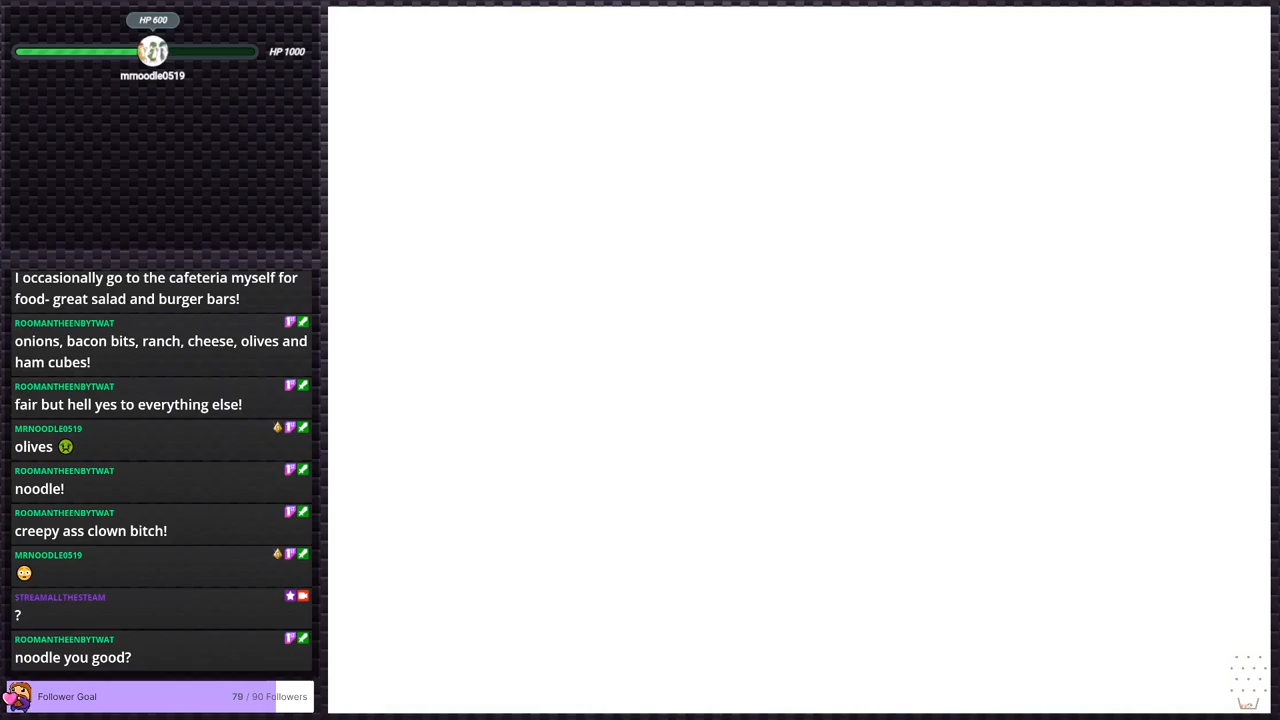 HP 600
HP 1000
mrnoodle0519
I occasionally go to the cafeteria myself for
food- great salad and burger bars!
ROOMANTHEENBYTWAT
onions, bacon bits, ranch, cheese, olives and
ham cubes!
ROOMANTHEENBYTWAT
fair but hell yes to everything else!
MRNOODLE0519
olives 🤢
ROOMANTHEENBYTWAT
noodle!
ROOMANTHEENBYTWAT
creepy ass clown bitch!
MRNOODLE0519
😳
STREAMALLTHESTEAM
?
ROOMANTHEENBYTWAT
noodle you good?
Follower Goal 79 / 90 Followers